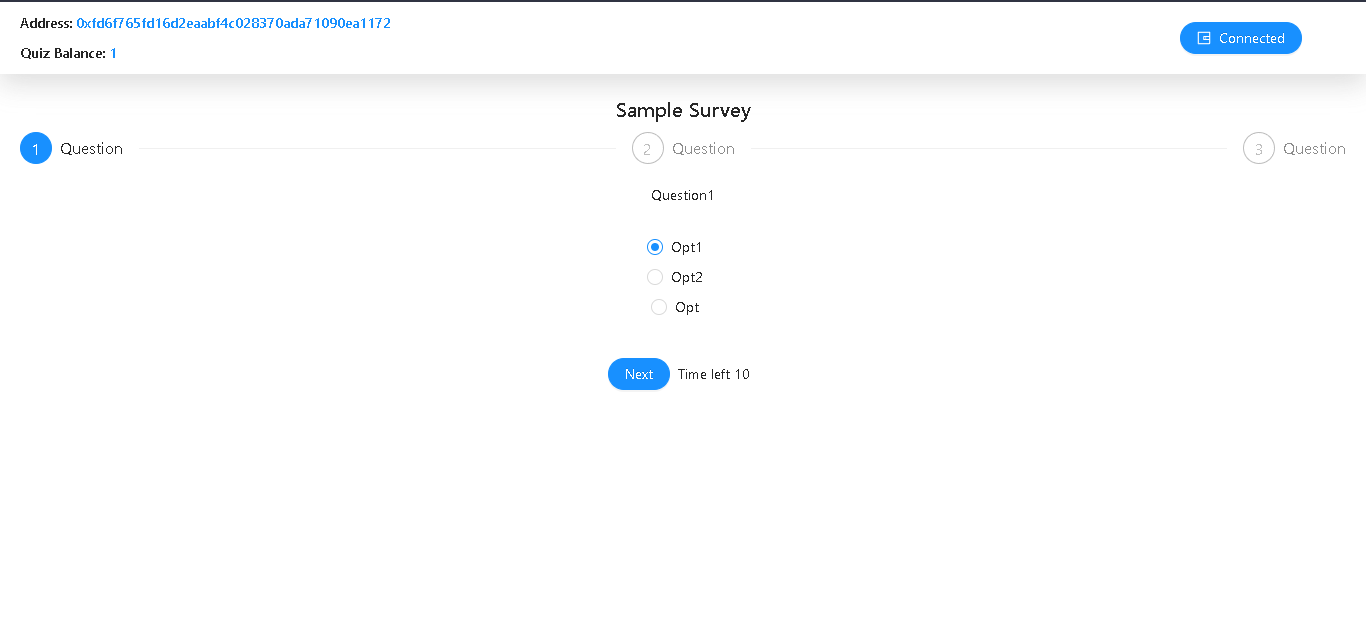 Address: 0xfd6f765fd16d2eaabf4c028370ada71090ea1172
Connected
Quiz Balance: 1
Sample Survey
1 Question 2 Question 3 Question
Question1
Opt1
Opt2
Opt
Next Time left 10